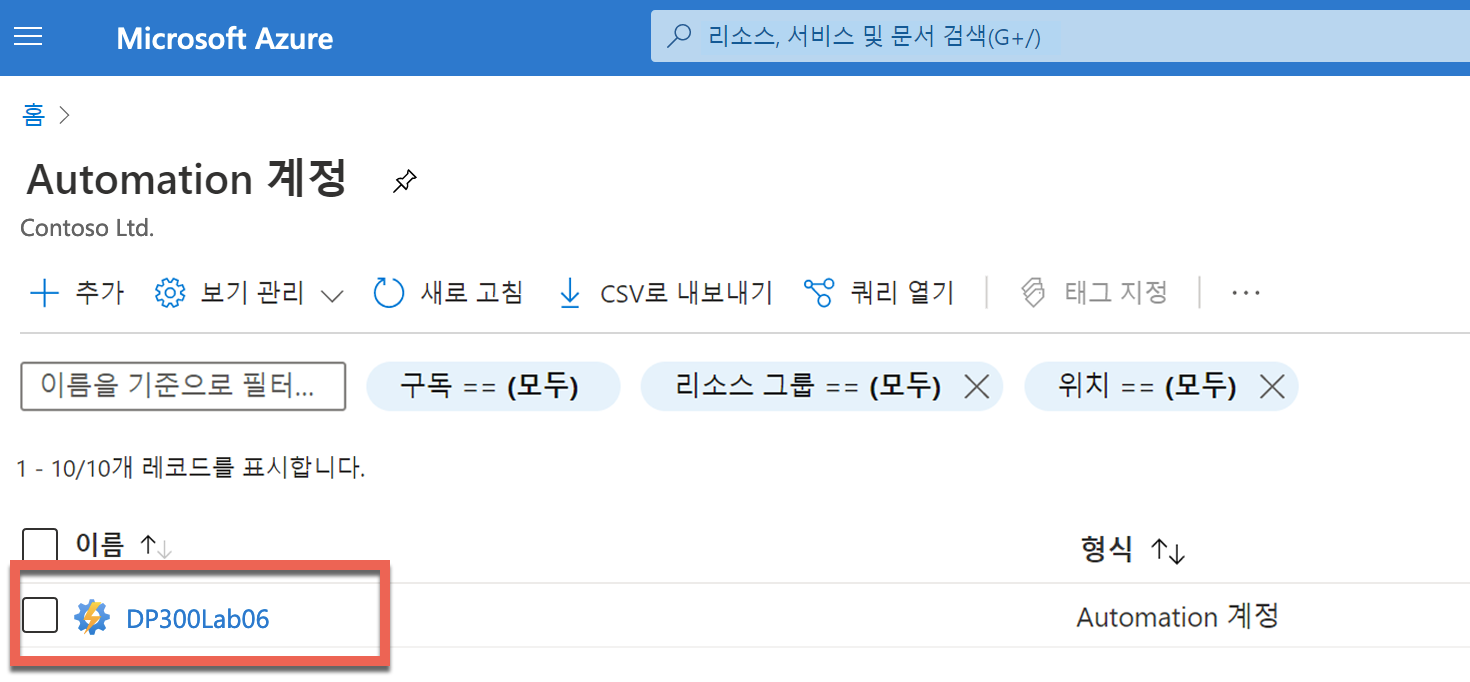 Microsoft Azure
리소스, 서비스 및 문서 검색(G+/)
홈
Automation 계정
Contoso Ltd.
추가 보기 관리 새로 고침 CSV로 내보내기 쿼리 열기 태그 지정 ...
이름을 기준으로 필터... 구독 == (모두) 리소스 그룹 == (모두) 위치 == (모두)
1 - 10/10개 레코드를 표시합니다.
이름 형식
DP300Lab06 Automation 계정